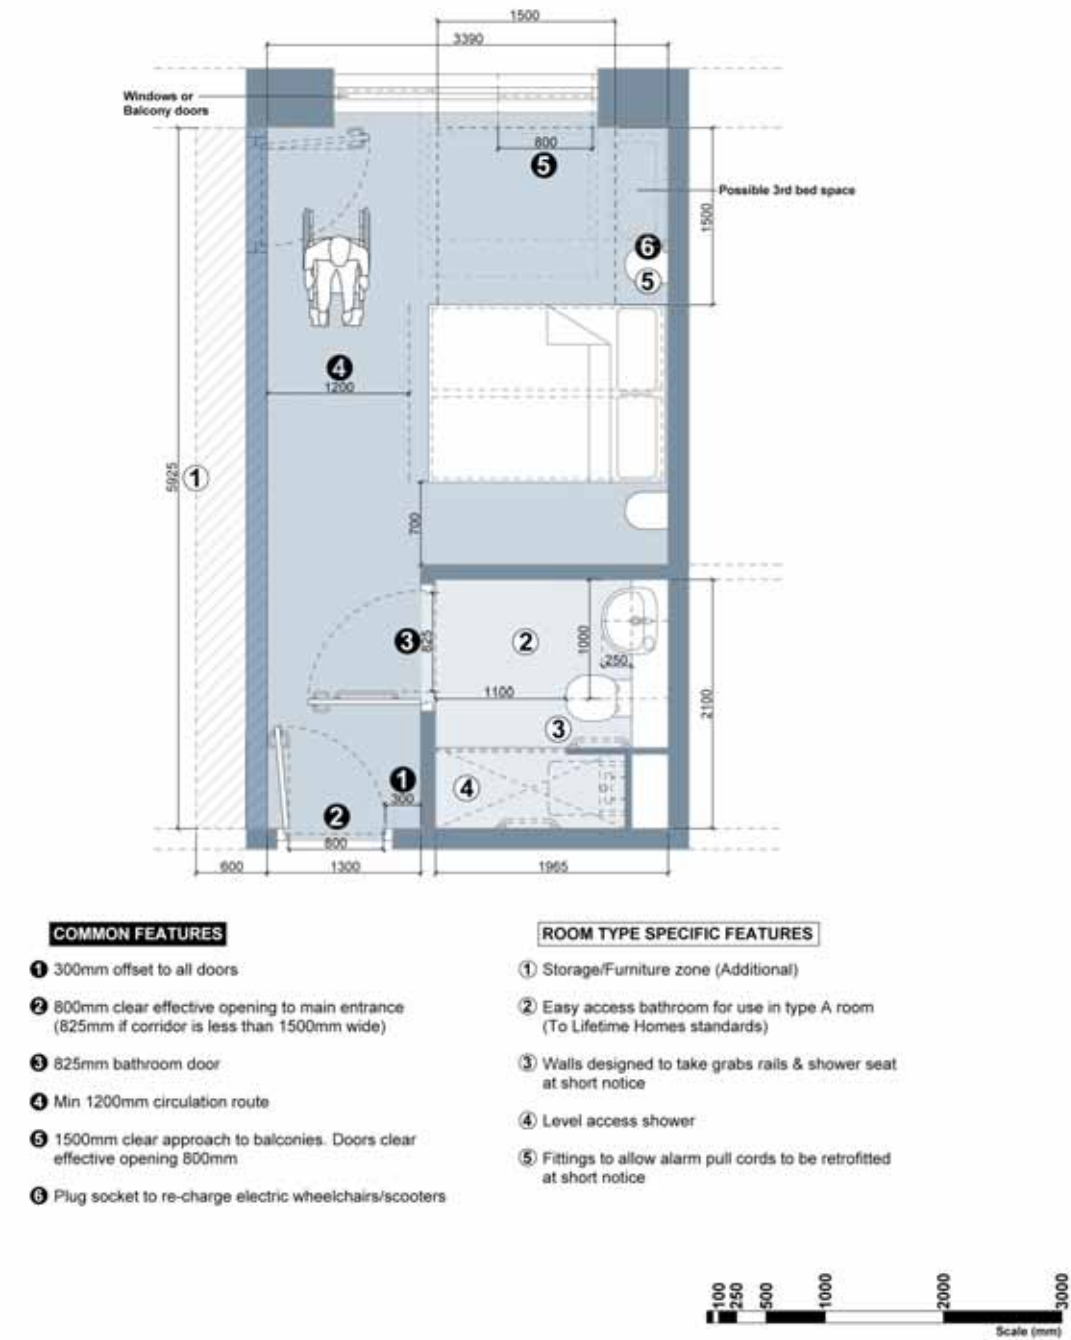 1500
3390
Windows or
Balcony doors
800
5
Possible 3rd bed space
1500
6
5
4
1200
5925
1
700
3
825
2
1000
250
1100
2100
3
1
300
4
2
800
600
1300
1965
COMMON FEATURES
1 300mm offset to all doors
2 800mm clear effective opening to main entrance
(825mm if corridor is less than 1500mm wide)
3 825mm bathroom door
4 Min 1200mm circulation route
5 1500mm clear approach to balconies. Doors clear
effective opening 800mm
6 Plug socket to re-charge electric wheelchairs/scooters
ROOM TYPE SPECIFIC FEATURES
1 Storage/Furniture zone (Additional)
2 Easy access bathroom for use in type A room
(To Lifetime Homes standards)
3 Walls designed to take grabs rails & shower seat
at short notice
4 Level access shower
5 Fittings to allow alarm pull cords to be retrofitted
at short notice
100
250
500
1000
2000
3000
Scale (mm)